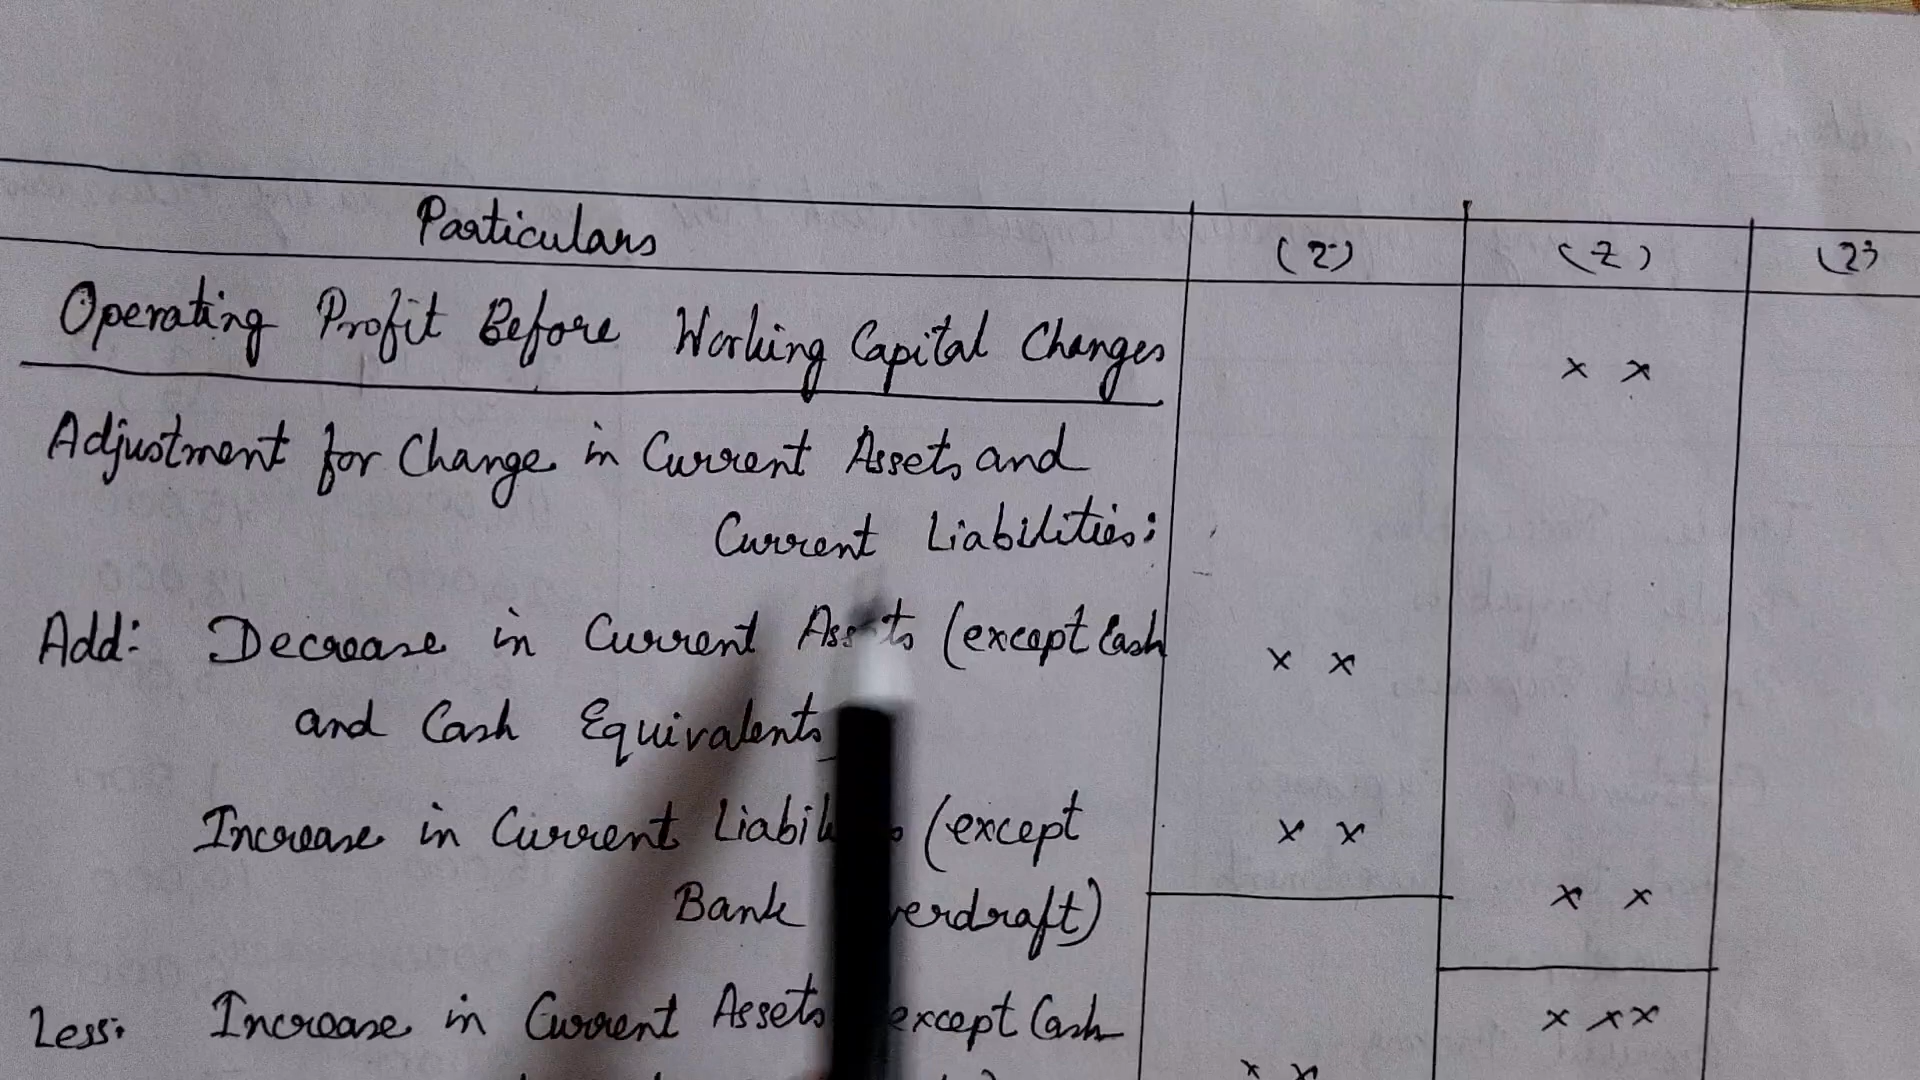 Particulars (₹) (₹) (₹)
Operating Profit Before Working Capital Changes x x
Adjustment for Change in Current Assets and
Current Liabilities:
Add: Decrease in Current Assets (except Cash x x
and Cash Equivalents
Increase in Current (except x x
Bank x x
Less: Increase in Current Assets except Cash x x x
x x